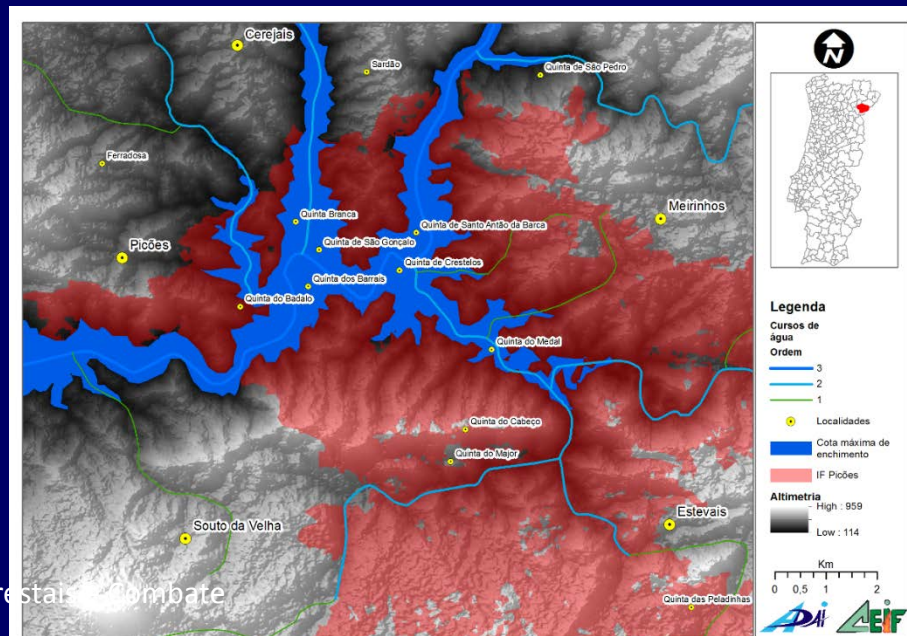 Cerejais
Sardão
Quinta de São Pedro
Ferradosa
Quinta Branca
Quinta de Santo Antão da Barca
Meirinhos
Quinta de São Gonçalo
Picões
Quinta de Crestelos
Quinta dos Barrais
Quinta do Badalo
Quinta do Medal
Quinta do Cabeço
Quinta do Major
Souto da Velha
Estevais
Quinta das Peladinhas
N
Legenda
Cursos de
água
Ordem
3
2
1
Localidades
Cota máxima de
enchimento
IF Picões
Altimetria
High : 959
Low : 114
Km
0 0,5 1 2
ADAI AEIF
restais Combate